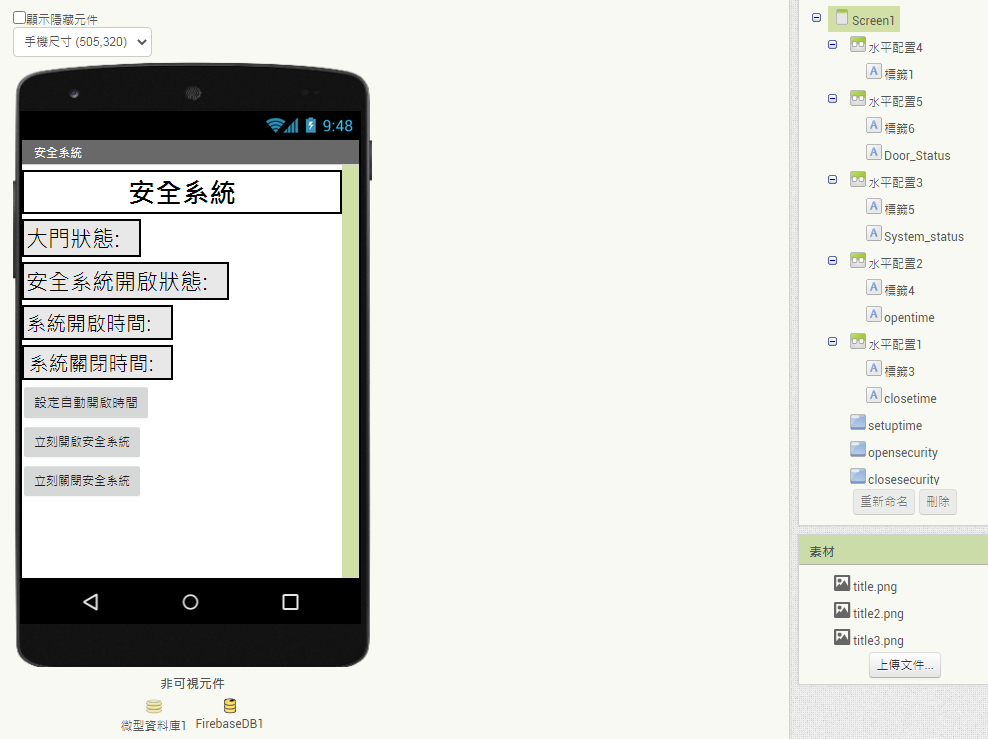 顯示隱藏元件
手機尺寸 (505,320)
9:48
安全系統
安全系統
大門狀態:
安全系統開啟狀態:
系統開啟時間:
系統關閉時間:
設定自動開啟時間
立刻開啟安全系統
立刻關閉安全系統
非可視元件
微型資料庫1
FirebaseDB1
Screen1
水平配置4
標籤1
水平配置5
標籤6
Door_Status
水平配置3
標籤5
System_status
水平配置2
標籤4
opentime
水平配置1
標籤3
closetime
setuptime
opensecurity
closesecurity
重新命名
刪除
素材
title.png
title2.png
title3.png
上傳文件...